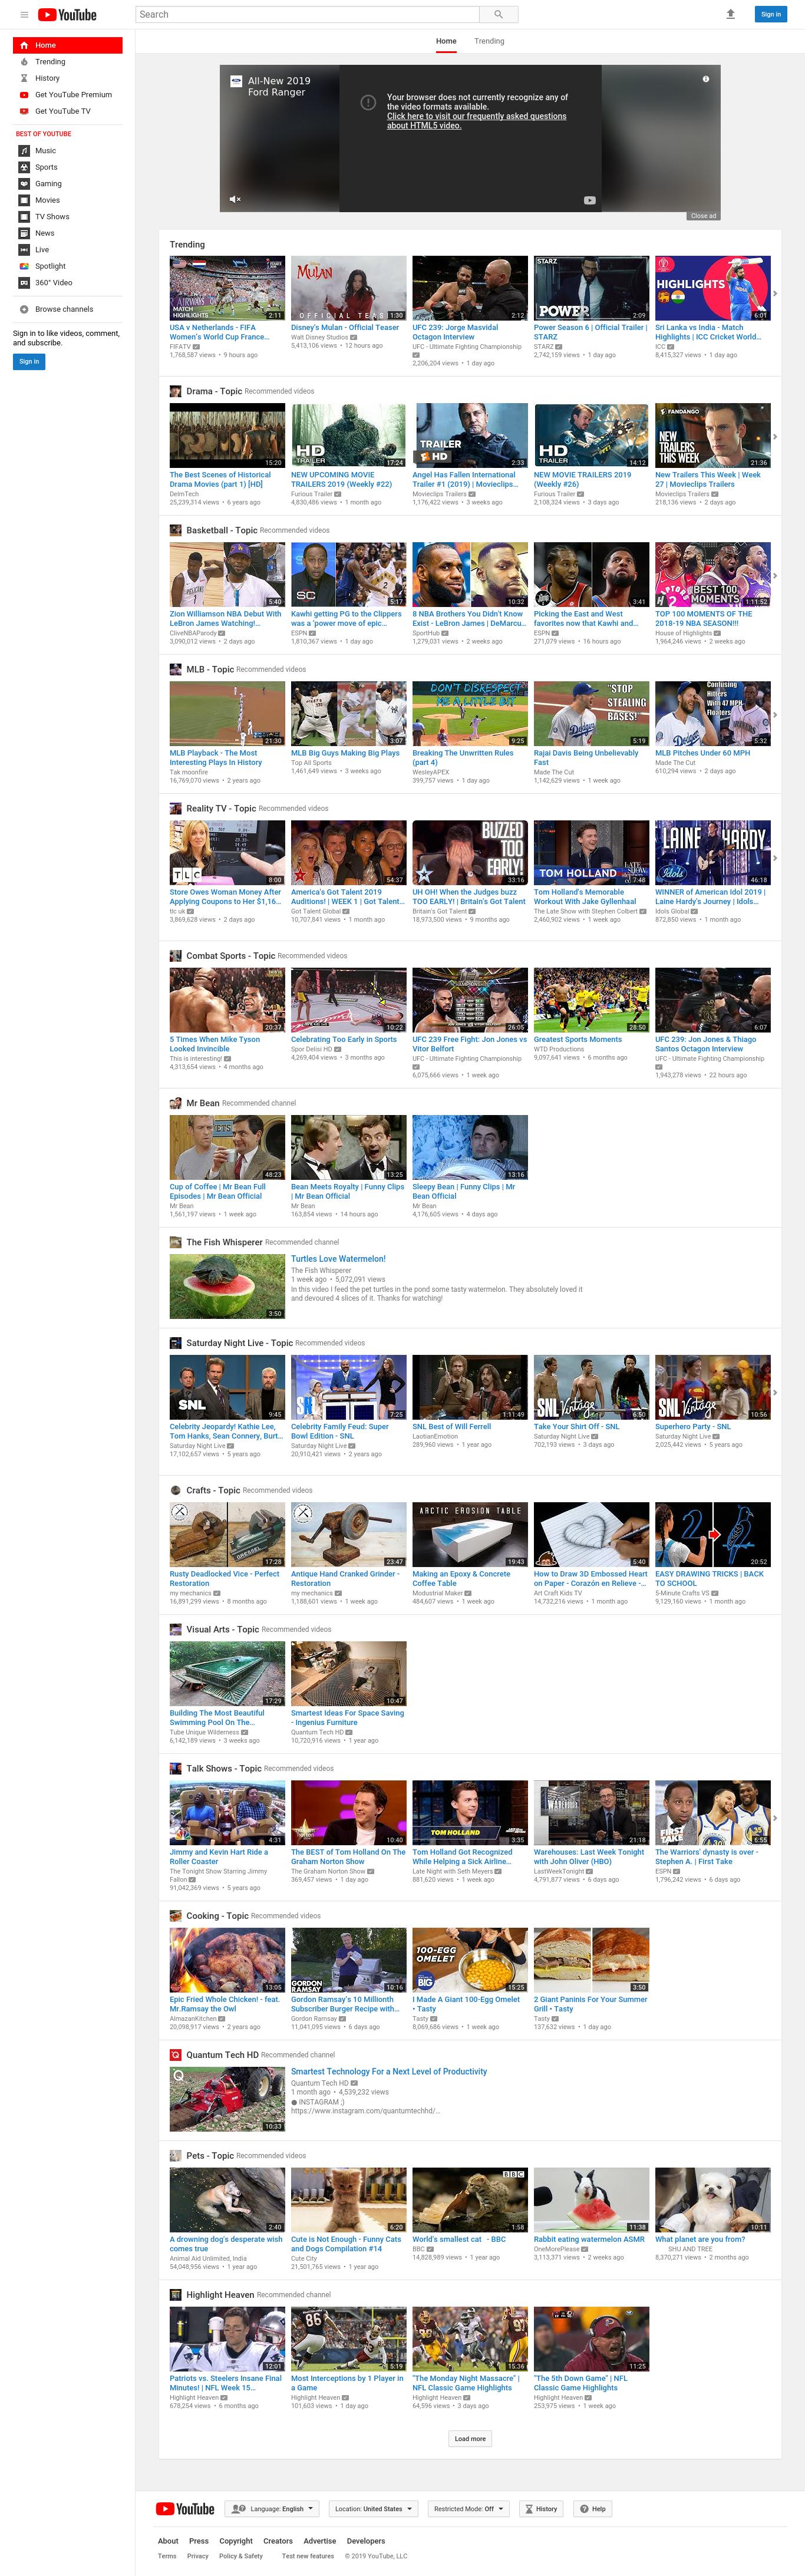 YouTube
Search
Sign in
Home
Trending
History
Get YouTube Premium
Get YouTube TV
BEST OF YOUTUBE
Music
Sports
Gaming
Movies
TV Shows
News
Live
Spotlight
360° Video
Browse channels
Sign in to like videos, comment,
and subscribe.
Sign in
Home
Trending
All-New 2019
Ford Ranger
Your browser does not currently recognize any of
the video formats available.
Click here to visit our frequently asked questions
about HTML5 video.
Close ad
Trending
MATCH
HIGHLIGHTS
2:11
USA v Netherlands - FIFA
Women's World Cup France...
FIFATV
1,768,587 views • 9 hours ago
MULAN
OFFICIAL TEAS
1:30
Disney's Mulan - Official Teaser
Walt Disney Studios
5,413,106 views • 12 hours ago
2:12
UFC 239: Jorge Masvidal
Octagon Interview
UFC - Ultimate Fighting Championship
2,206,204 views • 1 day ago
STARZ
POWER
2:09
Power Season 6 | Official Trailer |
STARZ
STARZ
2,742,159 views • 1 day ago
HIGHLIGHTS
6:01
Sri Lanka vs India - Match
Highlights | ICC Cricket World...
ICC
8,415,327 views • 1 day ago
Drama - Topic Recommended videos
15:20
The Best Scenes of Historical
Drama Movies (part 1) [HD]
DelmTech
25,239,314 views • 6 years ago
HD
TRAILER
17:24
NEW UPCOMING MOVIE
TRAILERS 2019 (Weekly #22)
Furious Trailer
4,830,486 views • 1 month ago
TRAILER
HD
2:33
Angel Has Fallen International
Trailer #1 (2019) | Movieclips...
Movieclips Trailers
1,176,422 views • 3 weeks ago
HD
TRAILER
14:12
NEW MOVIE TRAILERS 2019
(Weekly #26)
Furious Trailer
2,108,324 views • 3 days ago
FANDANGO
NEW
TRAILERS
THIS WEEK
21:36
New Trailers This Week | Week
27 | Movieclips Trailers
Movieclips Trailers
218,136 views • 2 days ago
Basketball - Topic Recommended videos
5:40
Zion Williamson NBA Debut With
LeBron James Watching!...
CliveNBAParody
3,090,012 views • 2 days ago
SC
5:17
Kawhi getting PG to the Clippers
was a 'power move of epic...
ESPN
1,810,367 views • 1 day ago
10:32
8 NBA Brothers You Didn't Know
Exist - LeBron James | DeMarcu...
SportHub
1,279,031 views • 2 weeks ago
3:41
Picking the East and West
favorites now that Kawhi and...
ESPN
271,079 views • 16 hours ago
BEST 100
MOMENTS
1:11:52
TOP 100 MOMENTS OF THE
2018-19 NBA SEASON!!!
House of Highlights
1,964,246 views • 2 weeks ago
MLB - Topic Recommended videos
21:30
MLB Playback - The Most
Interesting Plays In History
Tak moonfire
16,769,070 views • 2 years ago
3:07
MLB Big Guys Making Big Plays
Top All Sports
1,461,649 views • 3 weeks ago
DON'T DISRESPECT
ME A LITTLE BIT
9:25
Breaking The Unwritten Rules
(part 4)
WesleyAPEX
399,757 views • 1 day ago
"STOP
STEALING
BASES!"
5:19
Rajai Davis Being Unbelievably
Fast
Made The Cut
1,142,629 views • 1 week ago
Confusing
Hitters
With 47 MPH
Floaters
5:32
MLB Pitches Under 60 MPH
Made The Cut
610,294 views • 2 days ago
Reality TV - Topic Recommended videos
TLC
8:00
Store Owes Woman Money After
Applying Coupons to Her $1,16...
tlc uk
3,869,628 views • 2 days ago
54:37
America's Got Talent 2019
Auditions! | WEEK 1 | Got Talent...
Got Talent Global
10,707,841 views • 1 month ago
BUZZED
TOO
EARLY!
33:16
UH OH! When the Judges buzz
TOO EARLY! | Britain's Got Talent
Britain's Got Talent
18,973,500 views • 9 months ago
TOM HOLLAND
7:48
Tom Holland's Memorable
Workout With Jake Gyllenhaal
The Late Show with Stephen Colbert
2,460,902 views • 1 week ago
LAINE HARDY
Idols
46:18
WINNER of American Idol 2019 |
Laine Hardy's Journey | Idols...
Idols Global
872,850 views • 1 month ago
Combat Sports - Topic Recommended videos
20:37
5 Times When Mike Tyson
Looked Invincible
This is interesting!
4,313,654 views • 4 months ago
10:22
Celebrating Too Early in Sports
Spor Delisi HD
4,269,404 views • 3 months ago
26:05
UFC 239 Free Fight: Jon Jones vs
Vitor Belfort
UFC - Ultimate Fighting Championship
6,075,666 views • 1 week ago
28:50
Greatest Sports Moments
WTD Productions
9,097,641 views • 6 months ago
6:07
UFC 239: Jon Jones & Thiago
Santos Octagon Interview
UFC - Ultimate Fighting Championship
1,943,278 views • 22 hours ago
Mr Bean Recommended channel
48:23
Cup of Coffee | Mr Bean Full
Episodes | Mr Bean Official
Mr Bean
1,561,197 views • 1 week ago
13:25
Bean Meets Royalty | Funny Clips
| Mr Bean Official
Mr Bean
163,854 views • 14 hours ago
13:16
Sleepy Bean | Funny Clips | Mr
Bean Official
Mr Bean
4,176,605 views • 4 days ago
The Fish Whisperer Recommended channel
3:50
Turtles Love Watermelon!
The Fish Whisperer
1 week ago • 5,072,091 views
In this video I feed the pet turtles in the pond some tasty watermelon. They absolutely loved it
and devoured 4 slices of it. Thanks for watching!
Saturday Night Live - Topic Recommended videos
SNL
9:45
Celebrity Jeopardy! Kathie Lee,
Tom Hanks, Sean Connery, Burt...
Saturday Night Live
17,102,657 views • 5 years ago
7:25
Celebrity Family Feud: Super
Bowl Edition - SNL
Saturday Night Live
20,910,421 views • 2 years ago
1:11:49
SNL Best of Will Ferrell
LaotianEmotion
289,960 views • 1 year ago
SNL Vintage
6:50
Take Your Shirt Off - SNL
Saturday Night Live
702,193 views • 3 days ago
SNL Vintage
10:56
Superhero Party - SNL
Saturday Night Live
2,025,442 views • 5 years ago
Crafts - Topic Recommended videos
17:28
Rusty Deadlocked Vice - Perfect
Restoration
my mechanics
16,891,299 views • 8 months ago
23:47
Antique Hand Cranked Grinder -
Restoration
my mechanics
1,188,601 views • 1 week ago
ARCTIC EROSION TABLE
19:43
Making an Epoxy & Concrete
Coffee Table
Modustrial Maker
484,607 views • 1 week ago
5:40
How to Draw 3D Embossed Heart
on Paper - Corazón en Relieve -...
Art Craft Kids TV
14,732,216 views • 1 month ago
20:52
EASY DRAWING TRICKS | BACK
TO SCHOOL
5-Minute Crafts VS
9,129,160 views • 1 month ago
Visual Arts - Topic Recommended videos
17:29
Building The Most Beautiful
Swimming Pool On The...
Tube Unique Wilderness
6,142,189 views • 3 weeks ago
10:47
Smartest Ideas For Space Saving
- Ingenius Furniture
Quantum Tech HD
10,720,916 views • 1 year ago
Talk Shows - Topic Recommended videos
4:31
Jimmy and Kevin Hart Ride a
Roller Coaster
The Tonight Show Starring Jimmy
Fallon
91,042,369 views • 5 years ago
10:40
The BEST of Tom Holland On The
Graham Norton Show
The Graham Norton Show
369,457 views • 1 day ago
TOM HOLLAND
3:35
Tom Holland Got Recognized
While Helping a Sick Airline...
Late Night with Seth Meyers
881,620 views • 1 week ago
WAREHOUSES
21:18
Warehouses: Last Week Tonight
with John Oliver (HBO)
LastWeekTonight
4,791,877 views • 6 days ago
FIRST
TAKE
6:55
The Warriors' dynasty is over -
Stephen A. | First Take
ESPN
1,796,242 views • 6 days ago
Cooking - Topic Recommended videos
13:05
Epic Fried Whole Chicken! - feat.
Mr.Ramsay the Owl
AlmazanKitchen
20,098,917 views • 2 years ago
GORDON
RAMSAY
10:16
Gordon Ramsay's 10 Millionth
Subscriber Burger Recipe with...
Gordon Ramsay
11,041,095 views • 6 days ago
100-EGG
OMELET
BIG
15:25
I Made A Giant 100-Egg Omelet
• Tasty
Tasty
8,069,686 views • 1 week ago
3:50
2 Giant Paninis For Your Summer
Grill • Tasty
Tasty
137,632 views • 1 day ago
Quantum Tech HD Recommended channel
10:33
Smartest Technology For a Next Level of Productivity
Quantum Tech HD
1 month ago • 4,539,232 views
● INSTAGRAM ;)
https://www.instagram.com/quantumtechhd/...
Pets - Topic Recommended videos
2:40
A drowning dog's desperate wish
comes true
Animal Aid Unlimited, India
54,048,956 views • 1 year ago
6:20
Cute is Not Enough - Funny Cats
and Dogs Compilation #14
Cute City
21,501,765 views • 1 year ago
BBC
1:58
World's smallest cat - BBC
BBC
14,828,989 views • 1 year ago
11:38
Rabbit eating watermelon ASMR
OneMorePlease
3,113,371 views • 2 weeks ago
10:11
What planet are you from?
SHU AND TREE
8,370,271 views • 2 months ago
Highlight Heaven Recommended channel
12:01
Patriots vs. Steelers Insane Final
Minutes! | NFL Week 15...
Highlight Heaven
678,254 views • 6 months ago
86
5:19
Most Interceptions by 1 Player in
a Game
Highlight Heaven
101,603 views • 1 day ago
15:36
"The Monday Night Massacre" |
NFL Classic Game Highlights
Highlight Heaven
64,596 views • 3 days ago
11:25
"The 5th Down Game" | NFL
Classic Game Highlights
Highlight Heaven
253,975 views • 1 week ago
Load more
YouTube
Language: English
Location: United States
Restricted Mode: Off
History
Help
About Press Copyright Creators Advertise Developers
Terms Privacy Policy & Safety Test new features © 2019 YouTube, LLC